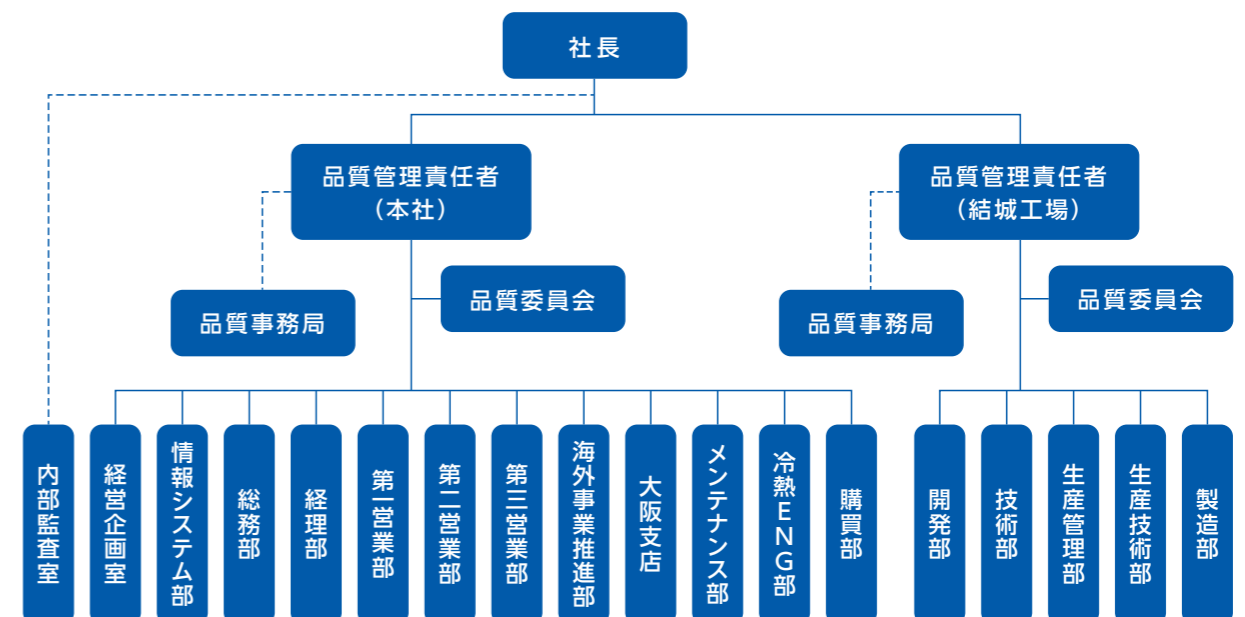 社長
品質管理責任者
（本社）
品質管理責任者
（結城工場）
品質委員会
品質委員会
品質事務局
品質事務局
内部監査室
経営企画室
情報システム部
総務部
経理部
第一営業部
第二営業部
第三営業部
海外事業推進部
大阪支店
メンテナンス部
冷熱ENG部
購買部
開発部
技術部
生産管理部
生産技術部
製造部